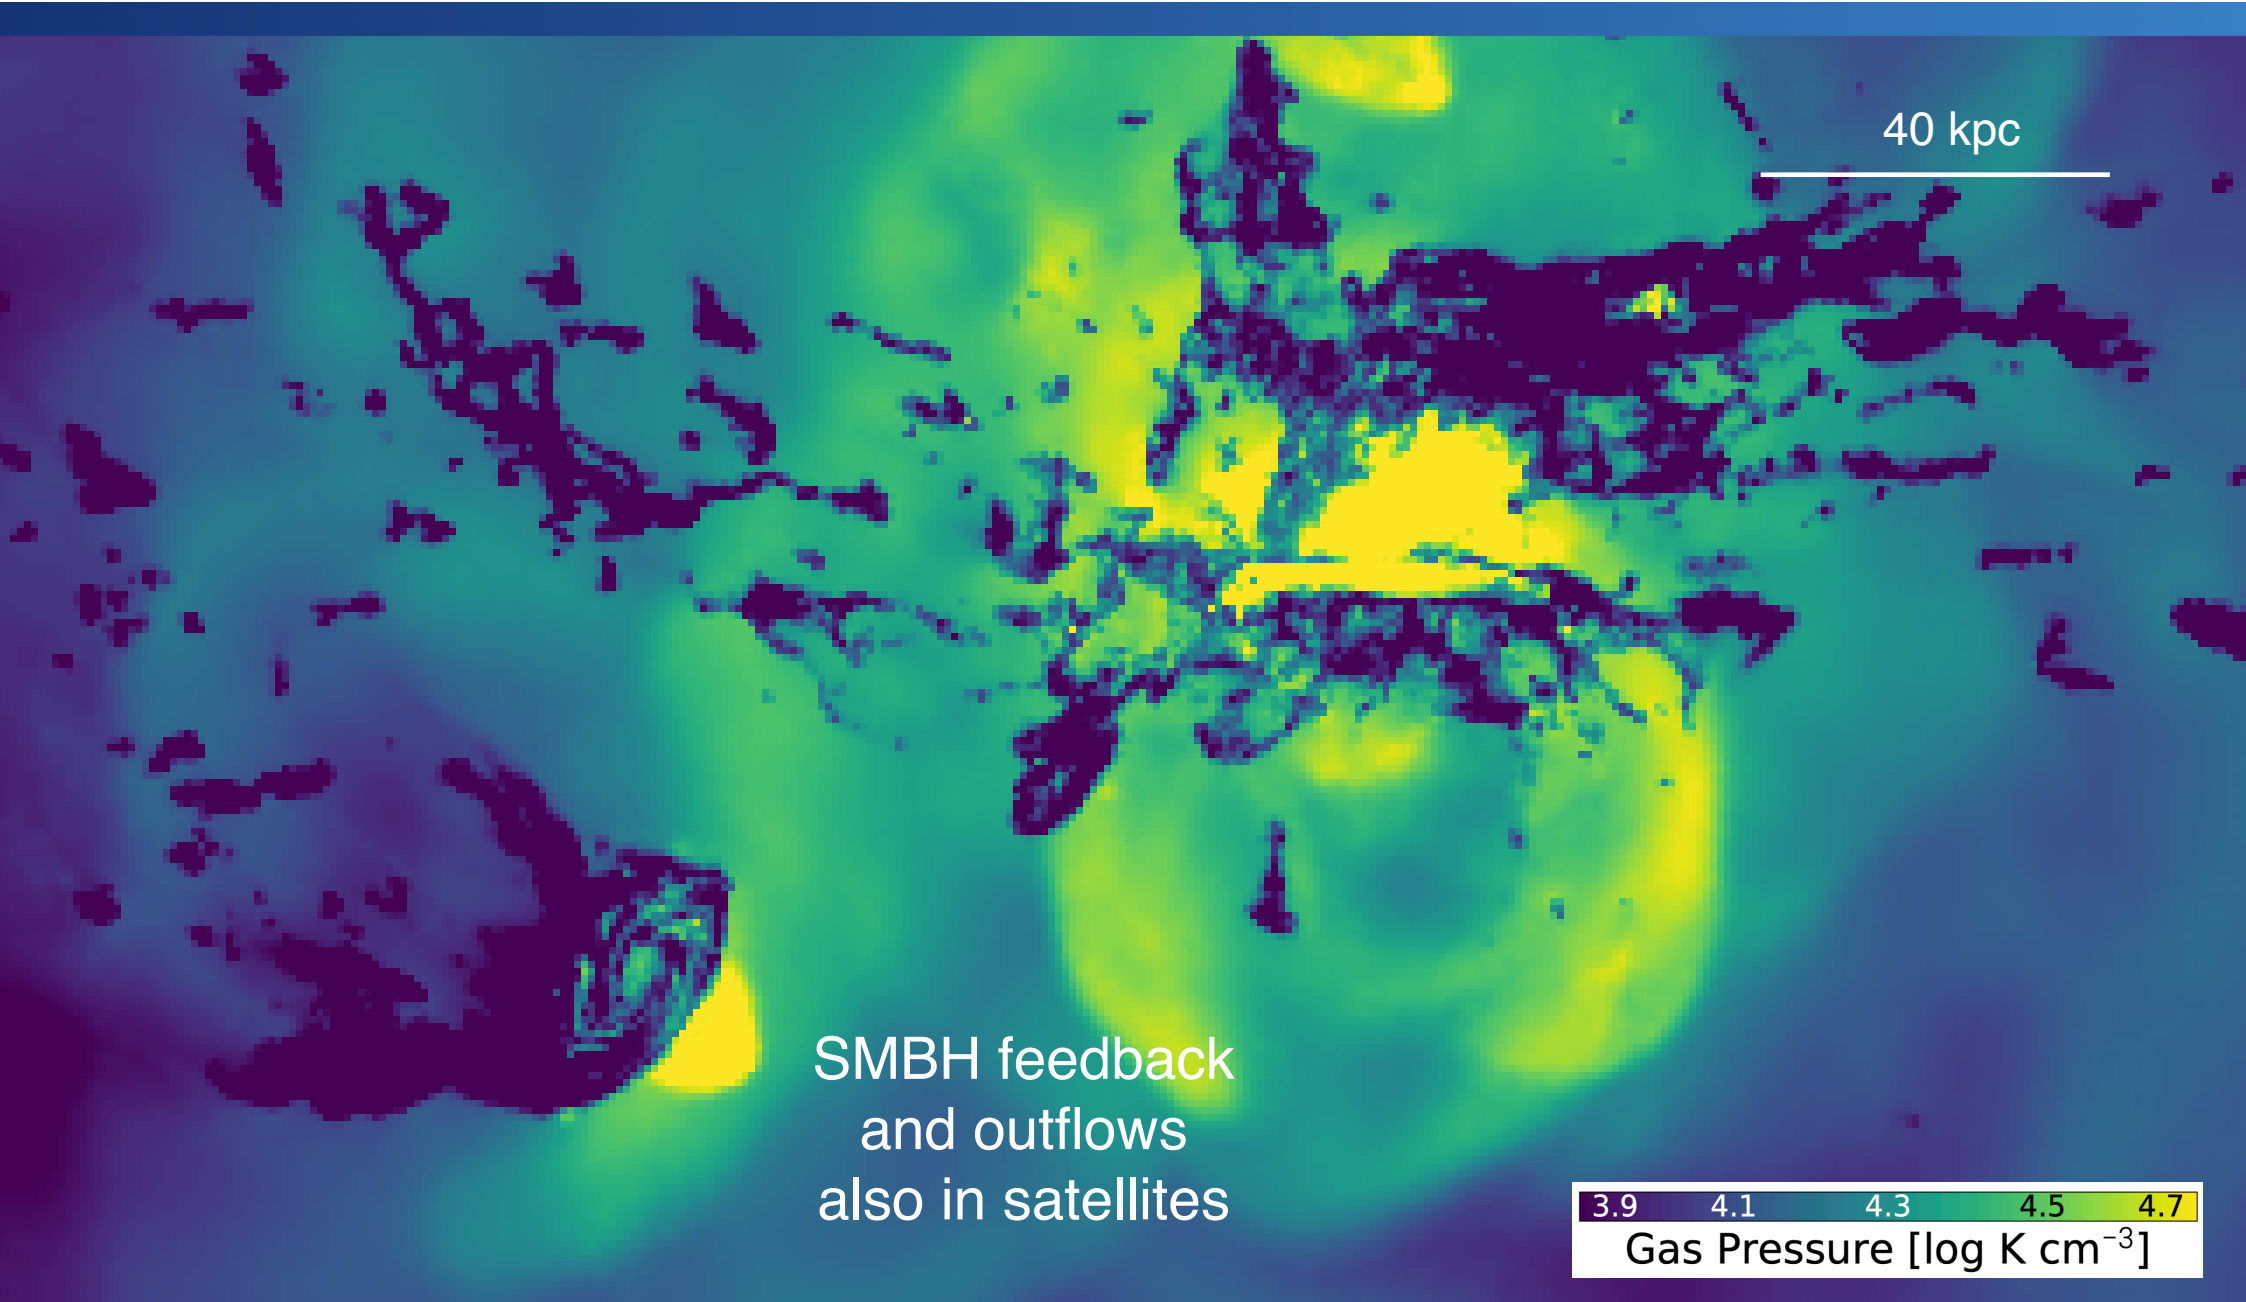 40 kpc
SMBH feedback
and outflows
also in satellites
3.9 4.1 4.3 4.5 4.7
Gas Pressure [log K cm⁻³]